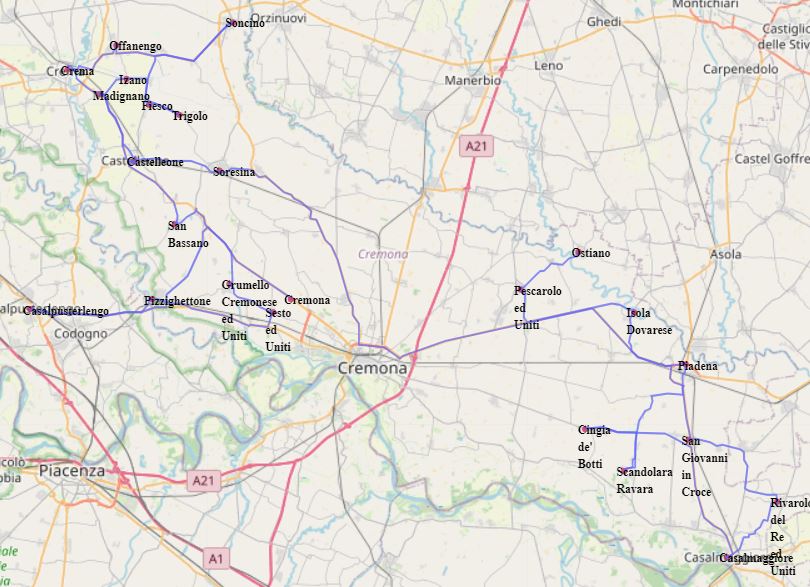 Montichiari
Soncino
Orzinuovi
Ghedi
Castigli
delle Stiv
Offanengo
Crema
Izano
Leno
Manerbio
Carpenedolo
Madignano
Fiesco
Trigolo
A21
Castelleone
Soresina
Castel Goffre
San
Bassano
Cremona
Ostiano
Asola
Grumello
Cremonese
ed
Uniti
Pizzighettone
Cremona
Sesto
ed
Uniti
Pescarolo
ed
Uniti
Isola
Dovarese
Casalpusterlengo
Codogno
Cremona
Piadena
Cingia
de'
Botti
San
Giovanni
in
Croce
Scandolara
Ravara
Piacenza
A21
Rivarolo
del
Re
ed
Uniti
A1
Casalmaggiore